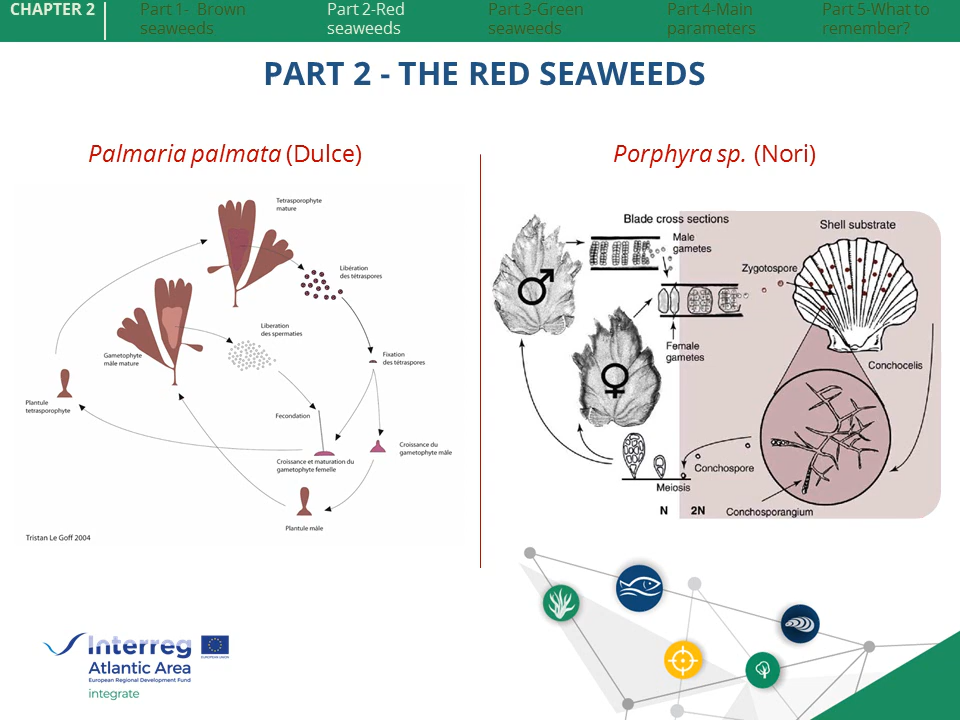 CHAPTER 2
Part 1- Brown
seaweeds
Part 2-Red
seaweeds
Part 3-Green
seaweeds
Part 4-Main
parameters
Part 5-What to
remember?
PART 2 - THE RED SEAWEEDS
Palmaria palmata (Dulce)
Tetrasporophyte
mature
Libération
des tétraspores
Liberation
des spermaties
Gametophyte
mâle mature
Fixation
des tétraspores
Plantule
tetrasporophyte
Fecondation
Croissance du
gametophyte mâle
Croissance et maturation du
gametophyte femelle
Plantule mâle
Tristan Le Goff 2004
Porphyra sp. (Nori)
Blade cross sections
Male
gametes
Shell substrate
Zygotospore
Female
gametes
Conchocelis
Conchospore
Meiosis
N 2N
Conchosporangium
Interreg
EUROPEAN UNION
Atlantic Area
European Regional Development Fund
integrate